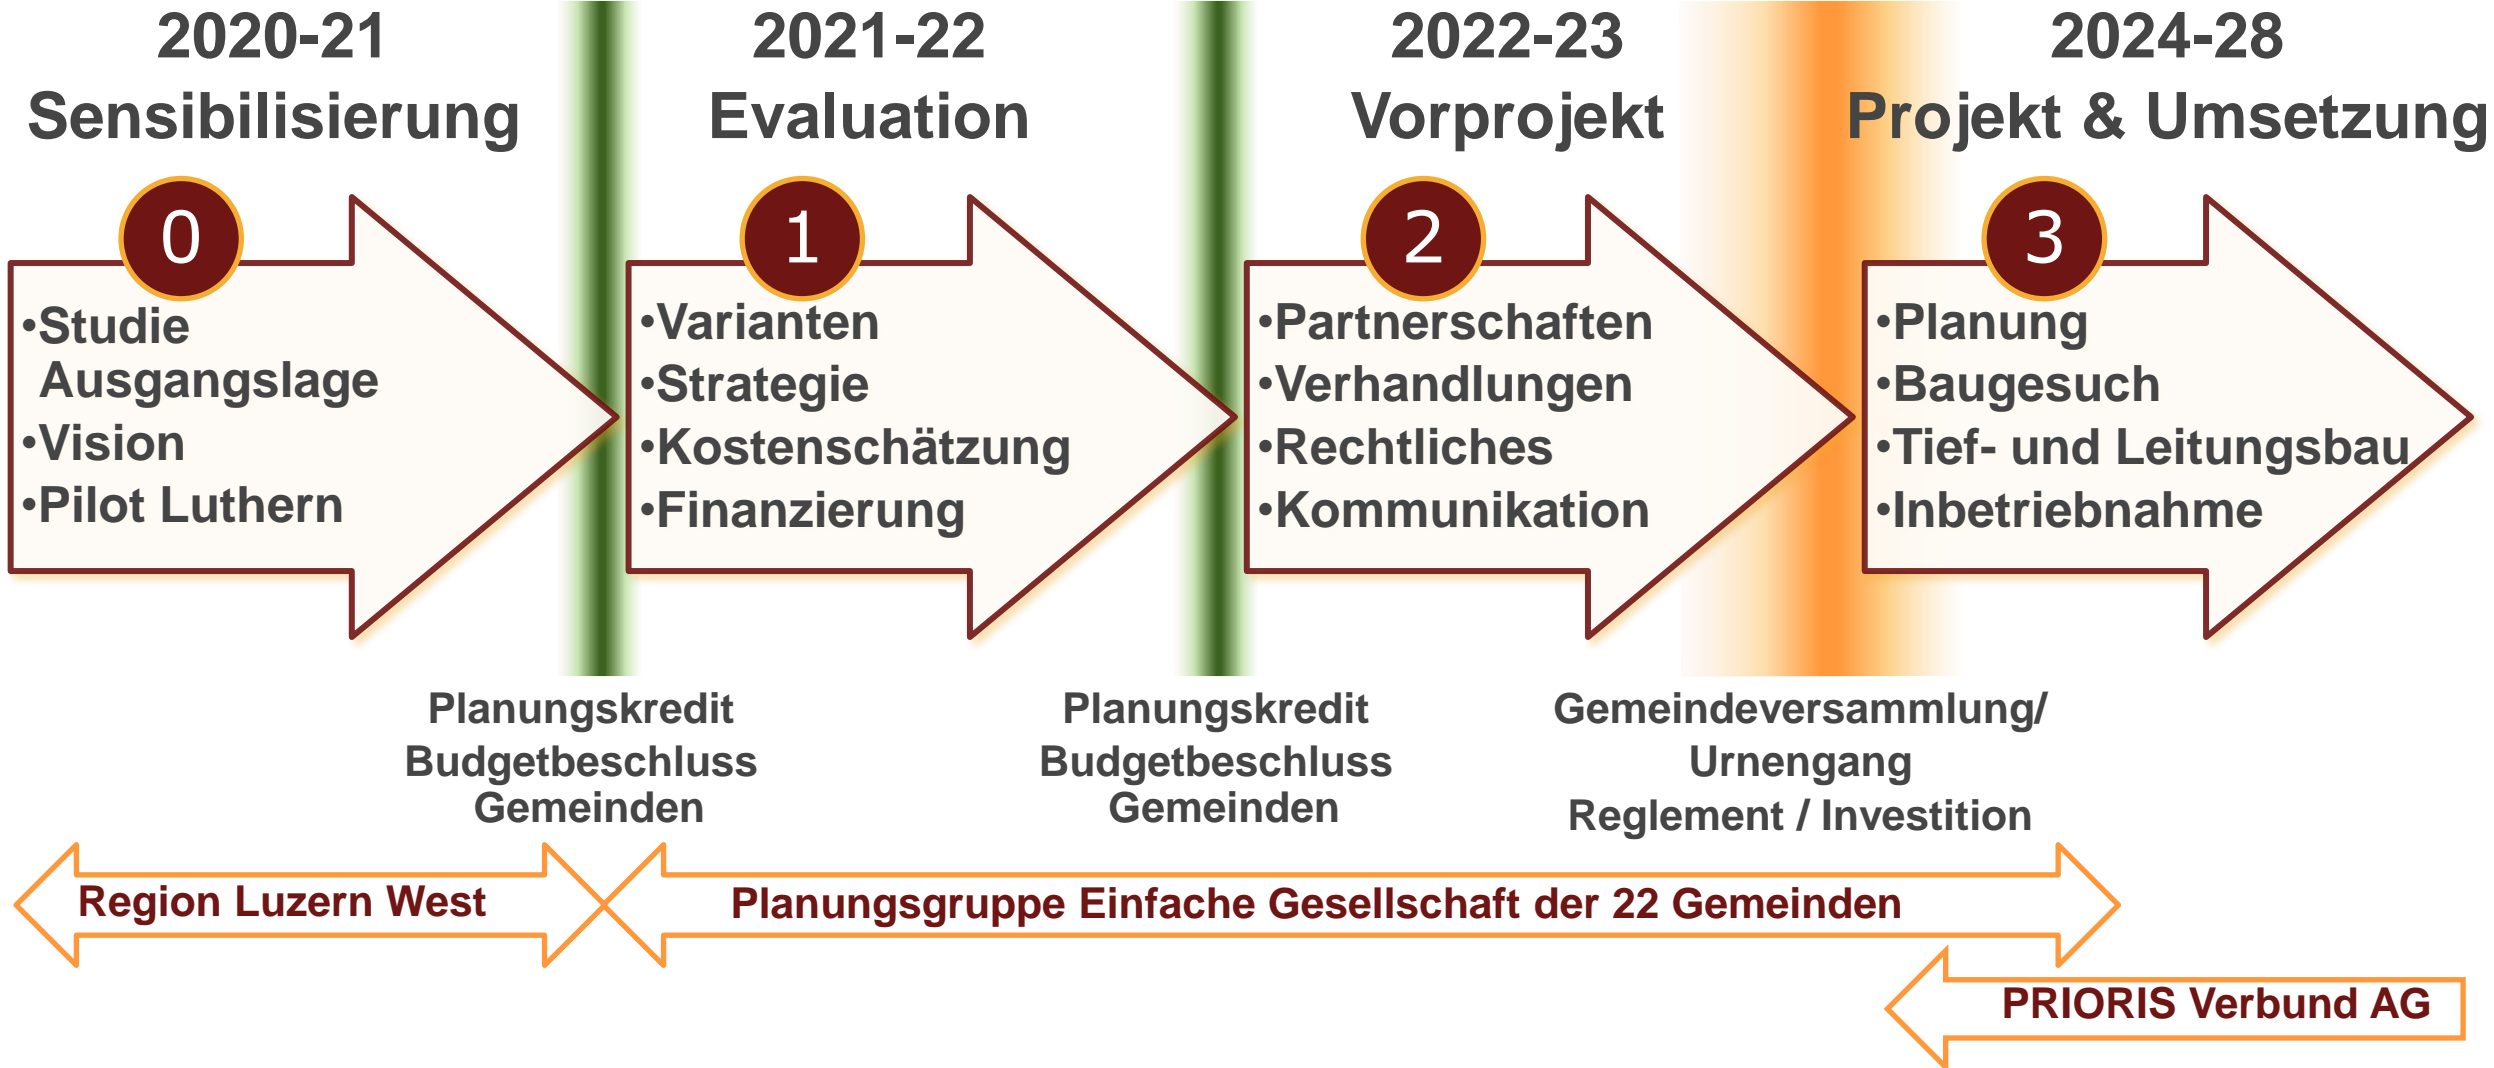 2020-21
Sensibilisierung
0
•Studie
Ausgangslage
•Vision
•Pilot Luthern
2021-22
Evaluation
1
•Varianten
•Strategie
•Kostenschätzung
•Finanzierung
2022-23
Vorprojekt
2
•Partnerschaften
•Verhandlungen
•Rechtliches
•Kommunikation
2024-28
Projekt & Umsetzung
3
•Planung
•Baugesuch
•Tief- und Leitungsbau
•Inbetriebnahme
Planungskredit
Budgetbeschluss
Gemeinden
Planungskredit
Budgetbeschluss
Gemeinden
Gemeindeversammlung/
Urnengang
Reglement / Investition
Region Luzern West
Planungsgruppe Einfache Gesellschaft der 22 Gemeinden
PRIORIS Verbund AG